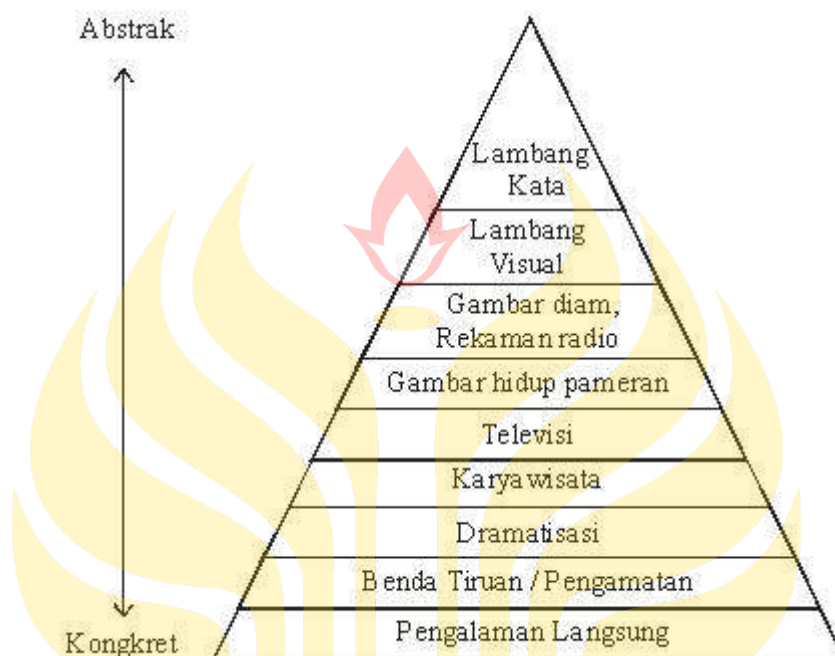 Abstrak
Lambang
Kata
Lambang
Visual
Gambar diam,
Rekaman radio
Gambar hidup pameran
Televisi
Karyawisata
Dramatisasi
Benda Tiruan / Pengamatan
Pengalaman Langsung
Kongkret